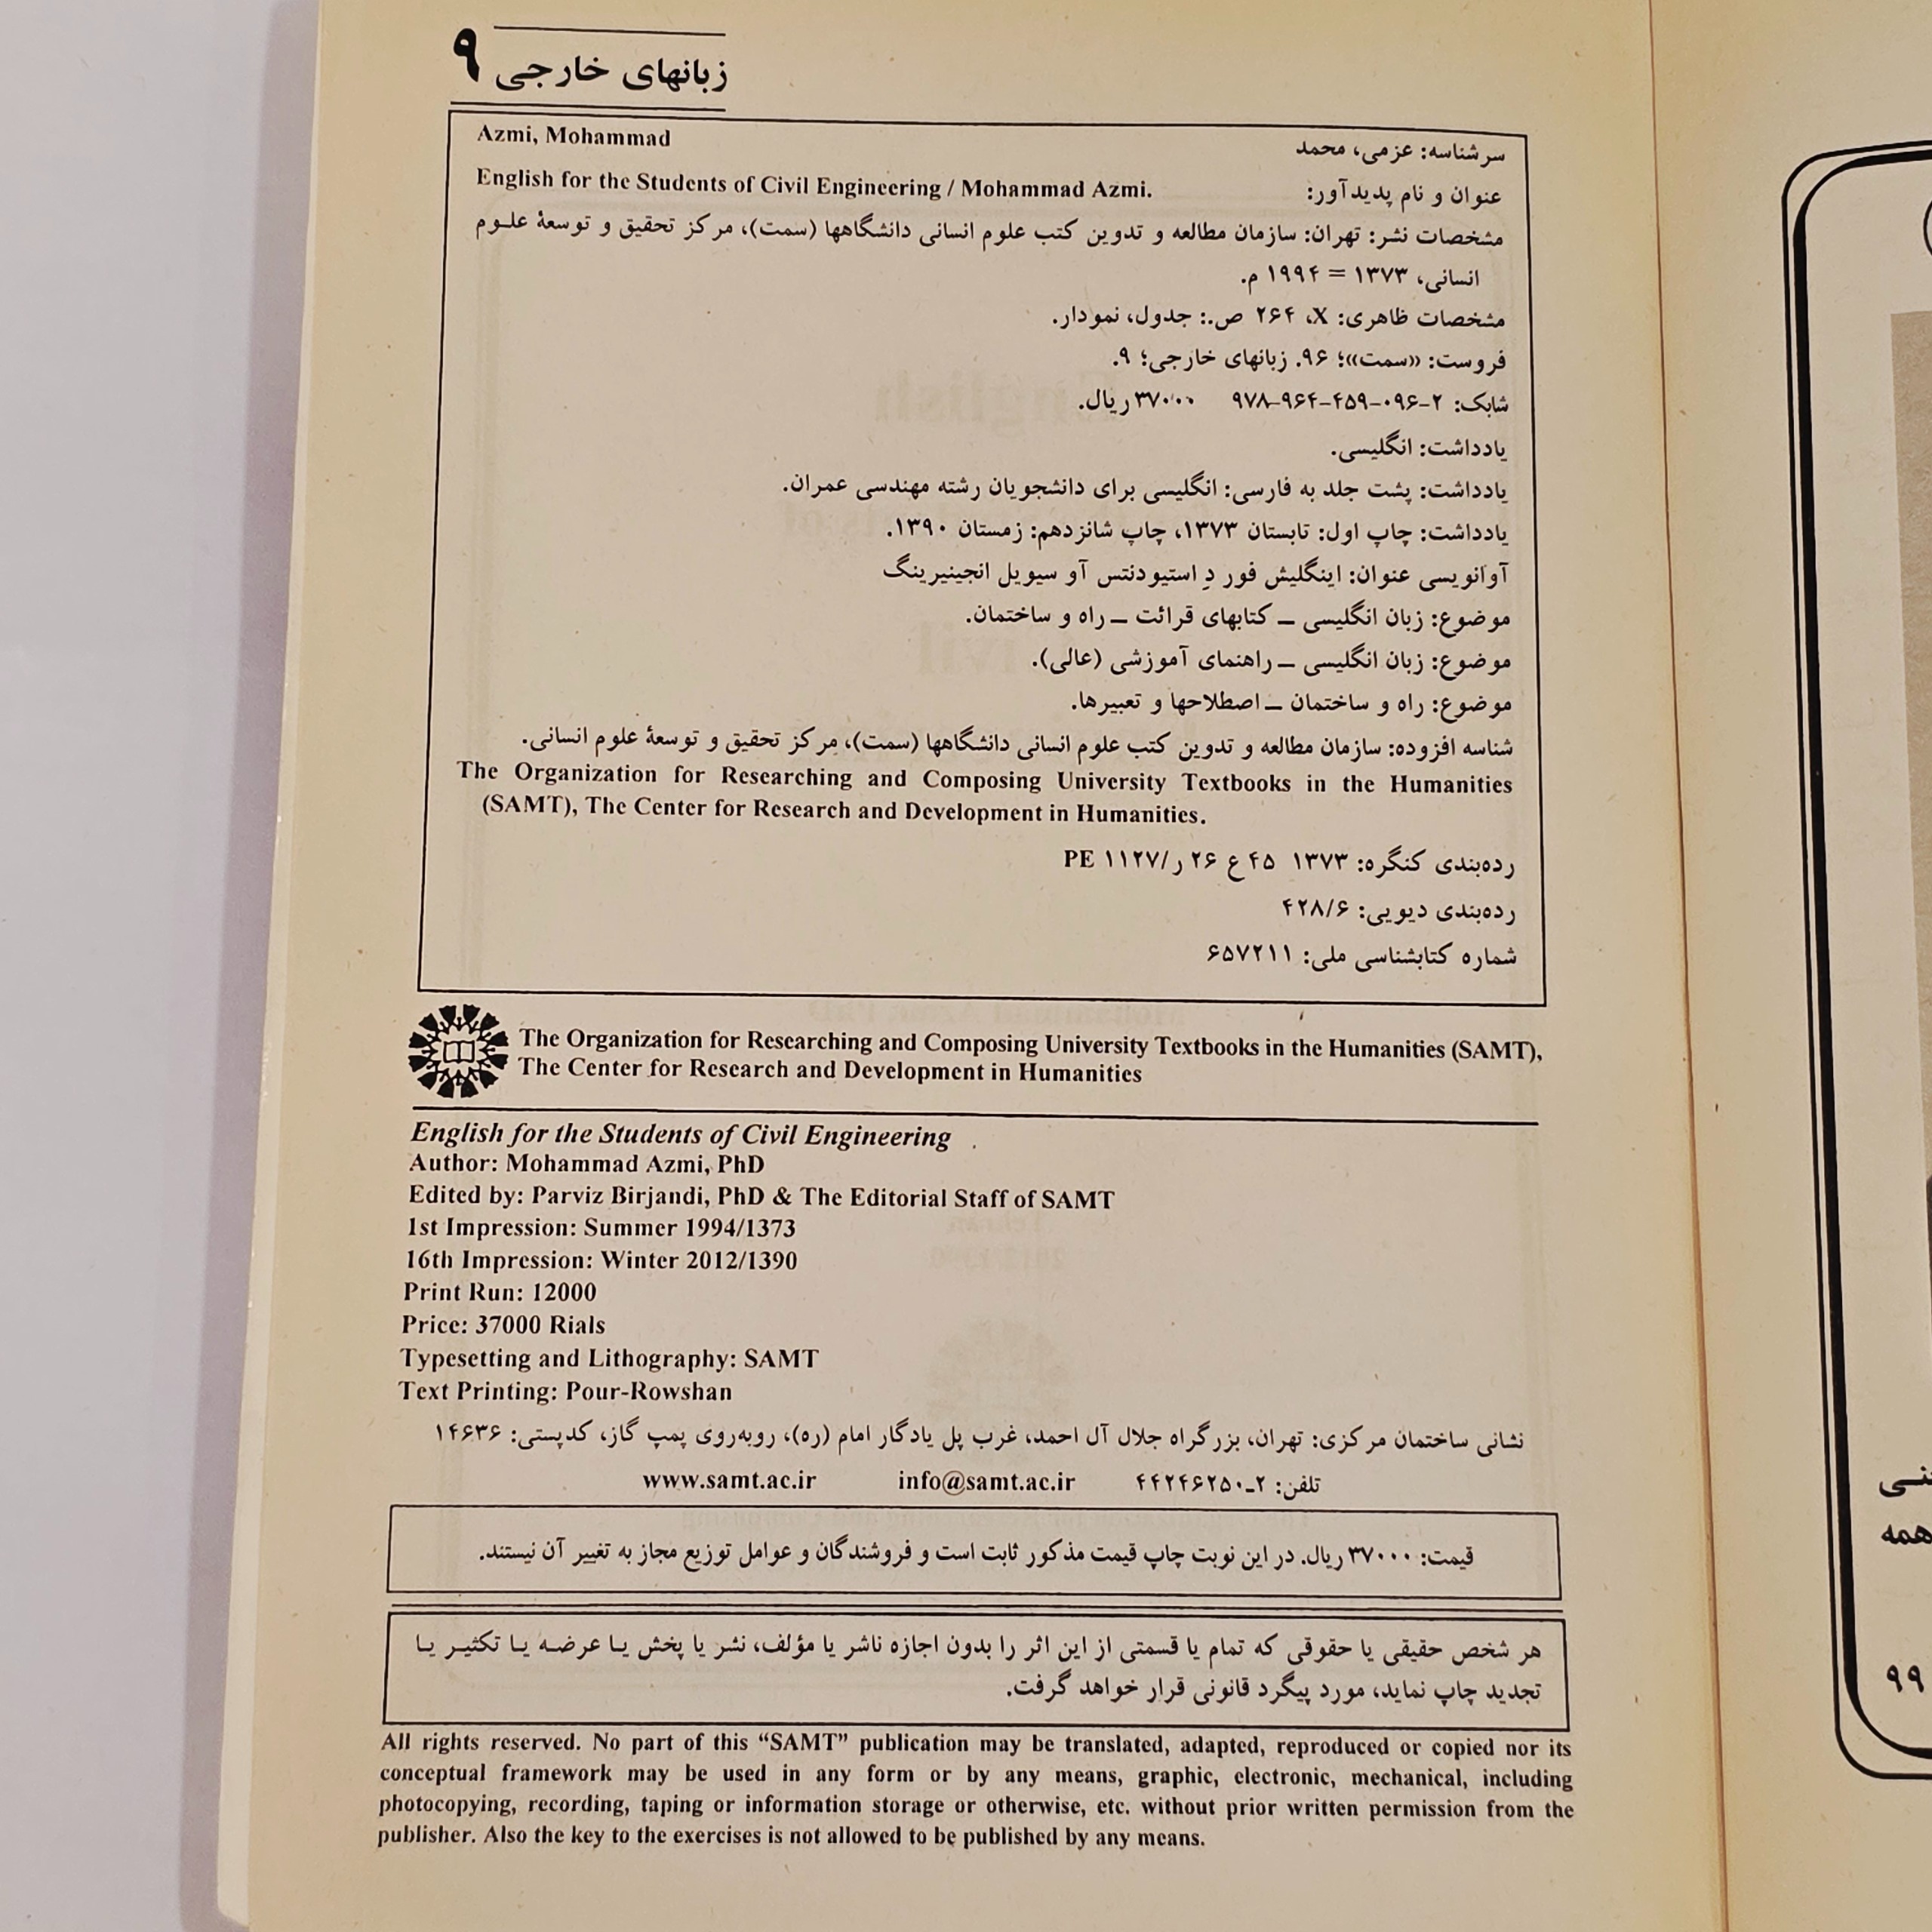 زبانهای خارجی ۹
Azmi, Mohammad سرشناسه: عزمی، محمد
English for the Students of Civil Engineering / Mohammad Azmi. عنوان و نام پدیدآور:
مشخصات نشر: تهران: سازمان مطالعه و تدوین کتب علوم انسانی دانشگاهها (سمت)، مرکز تحقیق و توسعهٔ علـوم
انسانی، ۱۳۷۳ = ۱۹۹۴ م.
مشخصات ظاهری: X، ۲۶۴ ص.: جدول، نمودار.
فروست: «سمت»؛ ۹۶. زبانهای خارجی؛ ۹.
شابک: ۲-۰۹۶-۴۵۹-۹۶۴-۹۷۸ ۳۷۰۰۰ ریال.
یادداشت: انگلیسی.
یادداشت: پشت جلد به فارسی: انگلیسی برای دانشجویان رشته مهندسی عمران.
یادداشت: چاپ اول: تابستان ۱۳۷۳، چاپ شانزدهم: زمستان ۱۳۹۰.
آوانویسی عنوان: اینگلیش فور دِ استیودنتس آو سیویل انجینیرینگ
موضوع: زبان انگلیسی ــ کتابهای قرائت ــ راه و ساختمان.
موضوع: زبان انگلیسی ــ راهنمای آموزشی (عالی).
موضوع: راه و ساختمان ــ اصطلاحها و تعبیرها.
شناسه افزوده: سازمان مطالعه و تدوین کتب علوم انسانی دانشگاهها (سمت)، مرکز تحقیق و توسعهٔ علوم انسانی.
The Organization for Researching and Composing University Textbooks in the Humanities
(SAMT), The Center for Research and Development in Humanities.
رده‌بندی کنگره: ۱۳۷۳ ۴۵ ع ۲۶ ر/۱۱۲۷ PE
رده‌بندی دیویی: ۴۲۸/۶
شماره کتابشناسی ملی: ۶۵۷۲۱۱
The Organization for Researching and Composing University Textbooks in the Humanities (SAMT),
The Center for Research and Development in Humanities
English for the Students of Civil Engineering
Author: Mohammad Azmi, PhD
Edited by: Parviz Birjandi, PhD & The Editorial Staff of SAMT
1st Impression: Summer 1994/1373
16th Impression: Winter 2012/1390
Print Run: 12000
Price: 37000 Rials
Typesetting and Lithography: SAMT
Text Printing: Pour-Rowshan
نشانی ساختمان مرکزی: تهران، بزرگراه جلال آل احمد، غرب پل یادگار امام (ره)، روبه‌روی پمپ گاز، کدپستی: ۱۴۶۳۶
تلفن: ۲ـ۴۴۲۴۶۲۵۰ info@samt.ac.ir www.samt.ac.ir
قیمت: ۳۷۰۰۰ ریال. در این نوبت چاپ قیمت مذکور ثابت است و فروشندگان و عوامل توزیع مجاز به تغییر آن نیستند.
هر شخص حقیقی یا حقوقی که تمام یا قسمتی از این اثر را بدون اجازه ناشر یا مؤلف، نشر یا پخش یـا عرضـه یـا تکثیـر یـا
تجدید چاپ نماید، مورد پیگرد قانونی قرار خواهد گرفت.
All rights reserved. No part of this “SAMT” publication may be translated, adapted, reproduced or copied nor its
conceptual framework may be used in any form or by any means, graphic, electronic, mechanical, including
photocopying, recording, taping or information storage or otherwise, etc. without prior written permission from the
publisher. Also the key to the exercises is not allowed to be published by any means.
همه
۹۹